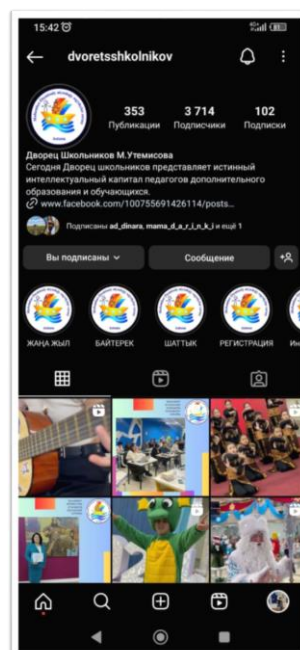 15:42
dvoretsshkolnikov
353
3 714
102
Публикации
Подписчики
Подписки
Дворец Школьников М.Утемисова
Сегодня Дворец школьников представляет истинный
интеллектуальный капитал педагогов дополнительного
образования и обучающихся.
www.facebook.com/100755691426114/posts...
Подписаны ad_dinara, mama_d_a_r_i_n_k_i и ещё 1
Вы подписаны
Сообщение
ЖАҢА ЖЫЛ
БАЙТЕРЕК
ШАТТЫК
РЕГИСТРАЦИЯ